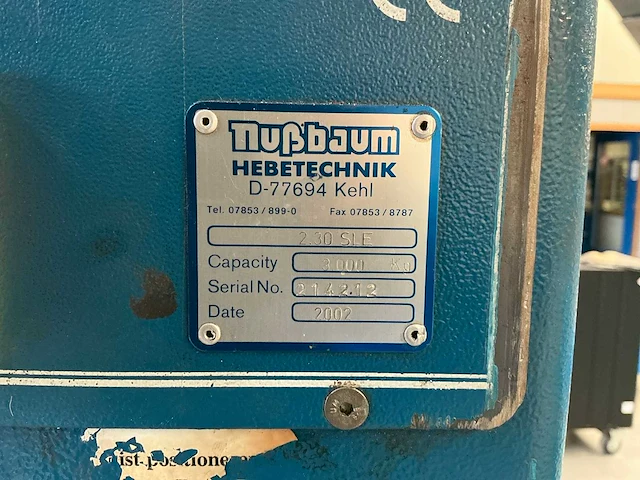 CE
nußbaum
HEBETECHNIK
D-77694 Kehl
Tel. 07853 / 899-0 Fax 07853 / 8787
2.30 SLE
Capacity 3000 Kg
Serial No. 214212
Date 2002